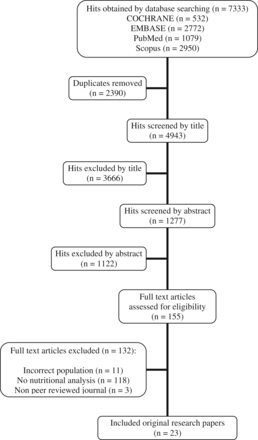 Hits obtained by database searching (n = 7333)
COCHRANE (n = 532)
EMBASE (n = 2772)
PubMed (n = 1079)
Scopus (n = 2950)
Duplicates removed
(n = 2390)
Hits screened by title
(n = 4943)
Hits excluded by title
(n = 3666)
Hits screened by abstract
(n = 1277)
Hits excluded by abstract
(n = 1122)
Full text articles
assessed for eligibility
(n = 155)
Full text articles excluded (n = 132):
Incorrect population (n = 11)
No nutritional analysis (n = 118)
Non peer reviewed journal (n = 3)
Included original research papers
(n = 23)